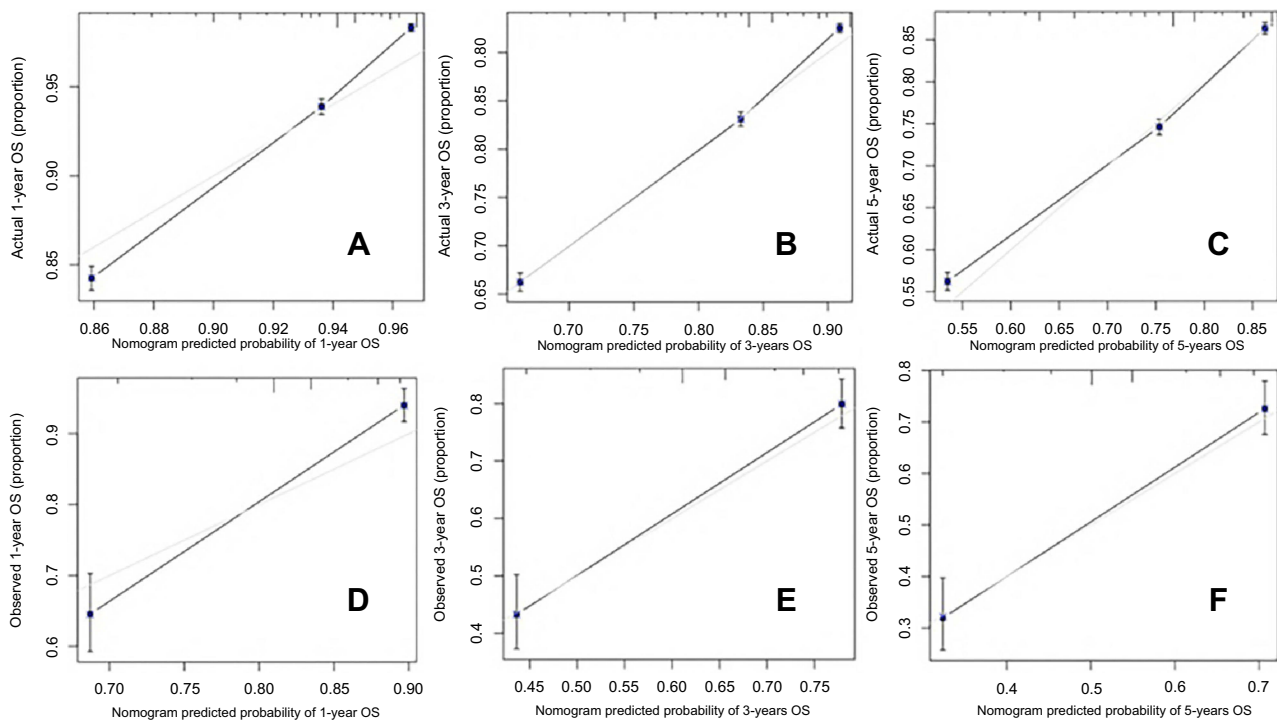 Actual 1-year OS (proportion)
0.95
0.90
0.85
A
0.86 0.88 0.90 0.92 0.94 0.96
Nomogram predicted probability of 1-year OS
Actual 3-year OS (proportion)
0.80
0.85
0.80
0.75
0.70
0.65
B
0.70 0.80 0.85 0.90
Nomogram predicted probability of 3-years OS
Actual 5-year OS (proportion)
0.85
0.80
0.75
0.70
0.65
0.60
0.55
C
0.55 0.60 0.65 0.70 0.75 0.80 0.85
Nomogram predicted probability of 5-years OS
Observed 1-year OS (proportion)
0.9
0.8
0.7
0.6
D
0.70 0.75 0.80 0.85 0.90
Nomogram predicted probability of 1-year OS
Observed 3-year OS (proportion)
0.8
0.7
0.6
0.5
0.4
E
0.45 0.50 0.55 0.60 0.65 0.70 0.75
Nomogram predicted probability of 3-years OS
Observed 5-year OS (proportion)
0.8
0.7
0.6
0.5
0.4
0.3
F
0.4 0.5 0.6 0.7
Nomogram predicted probability of 5-years OS